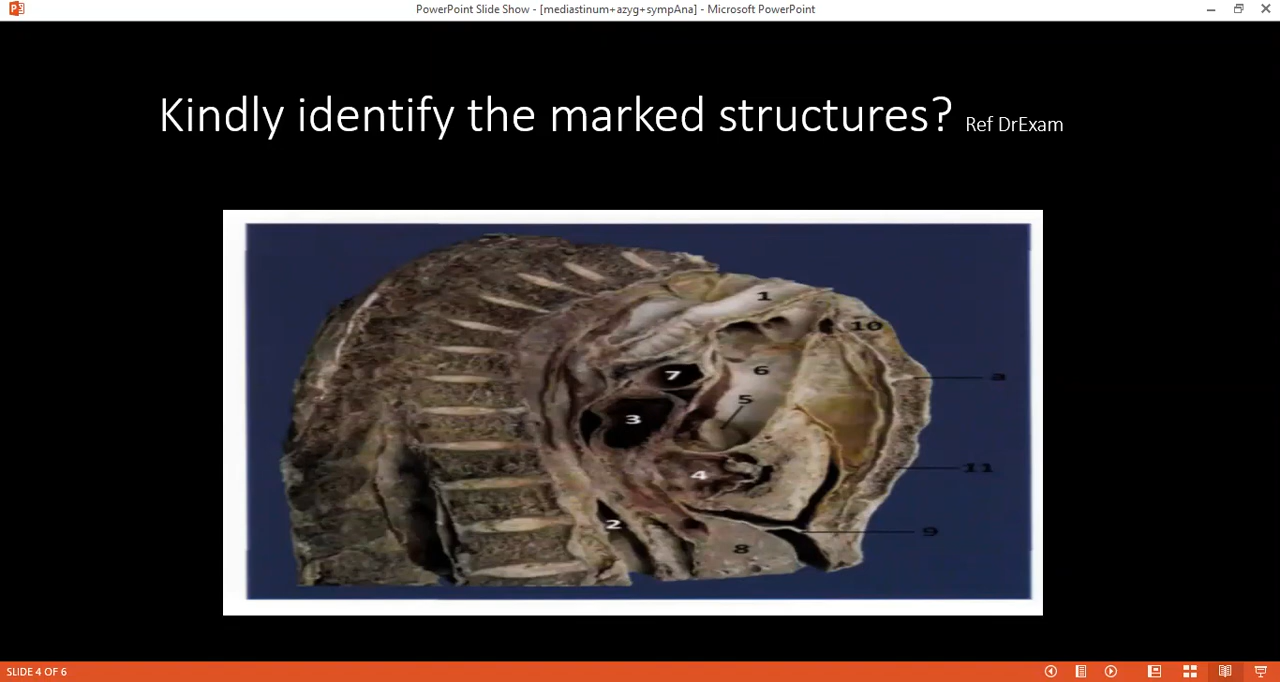 PowerPoint Slide Show - [mediastinum+azyg+sympAna] - Microsoft PowerPoint
Kindly identify the marked structures? Ref DrExam
1
10
7
6
a
5
3
4
11
2
9
8
SLIDE 4 OF 6